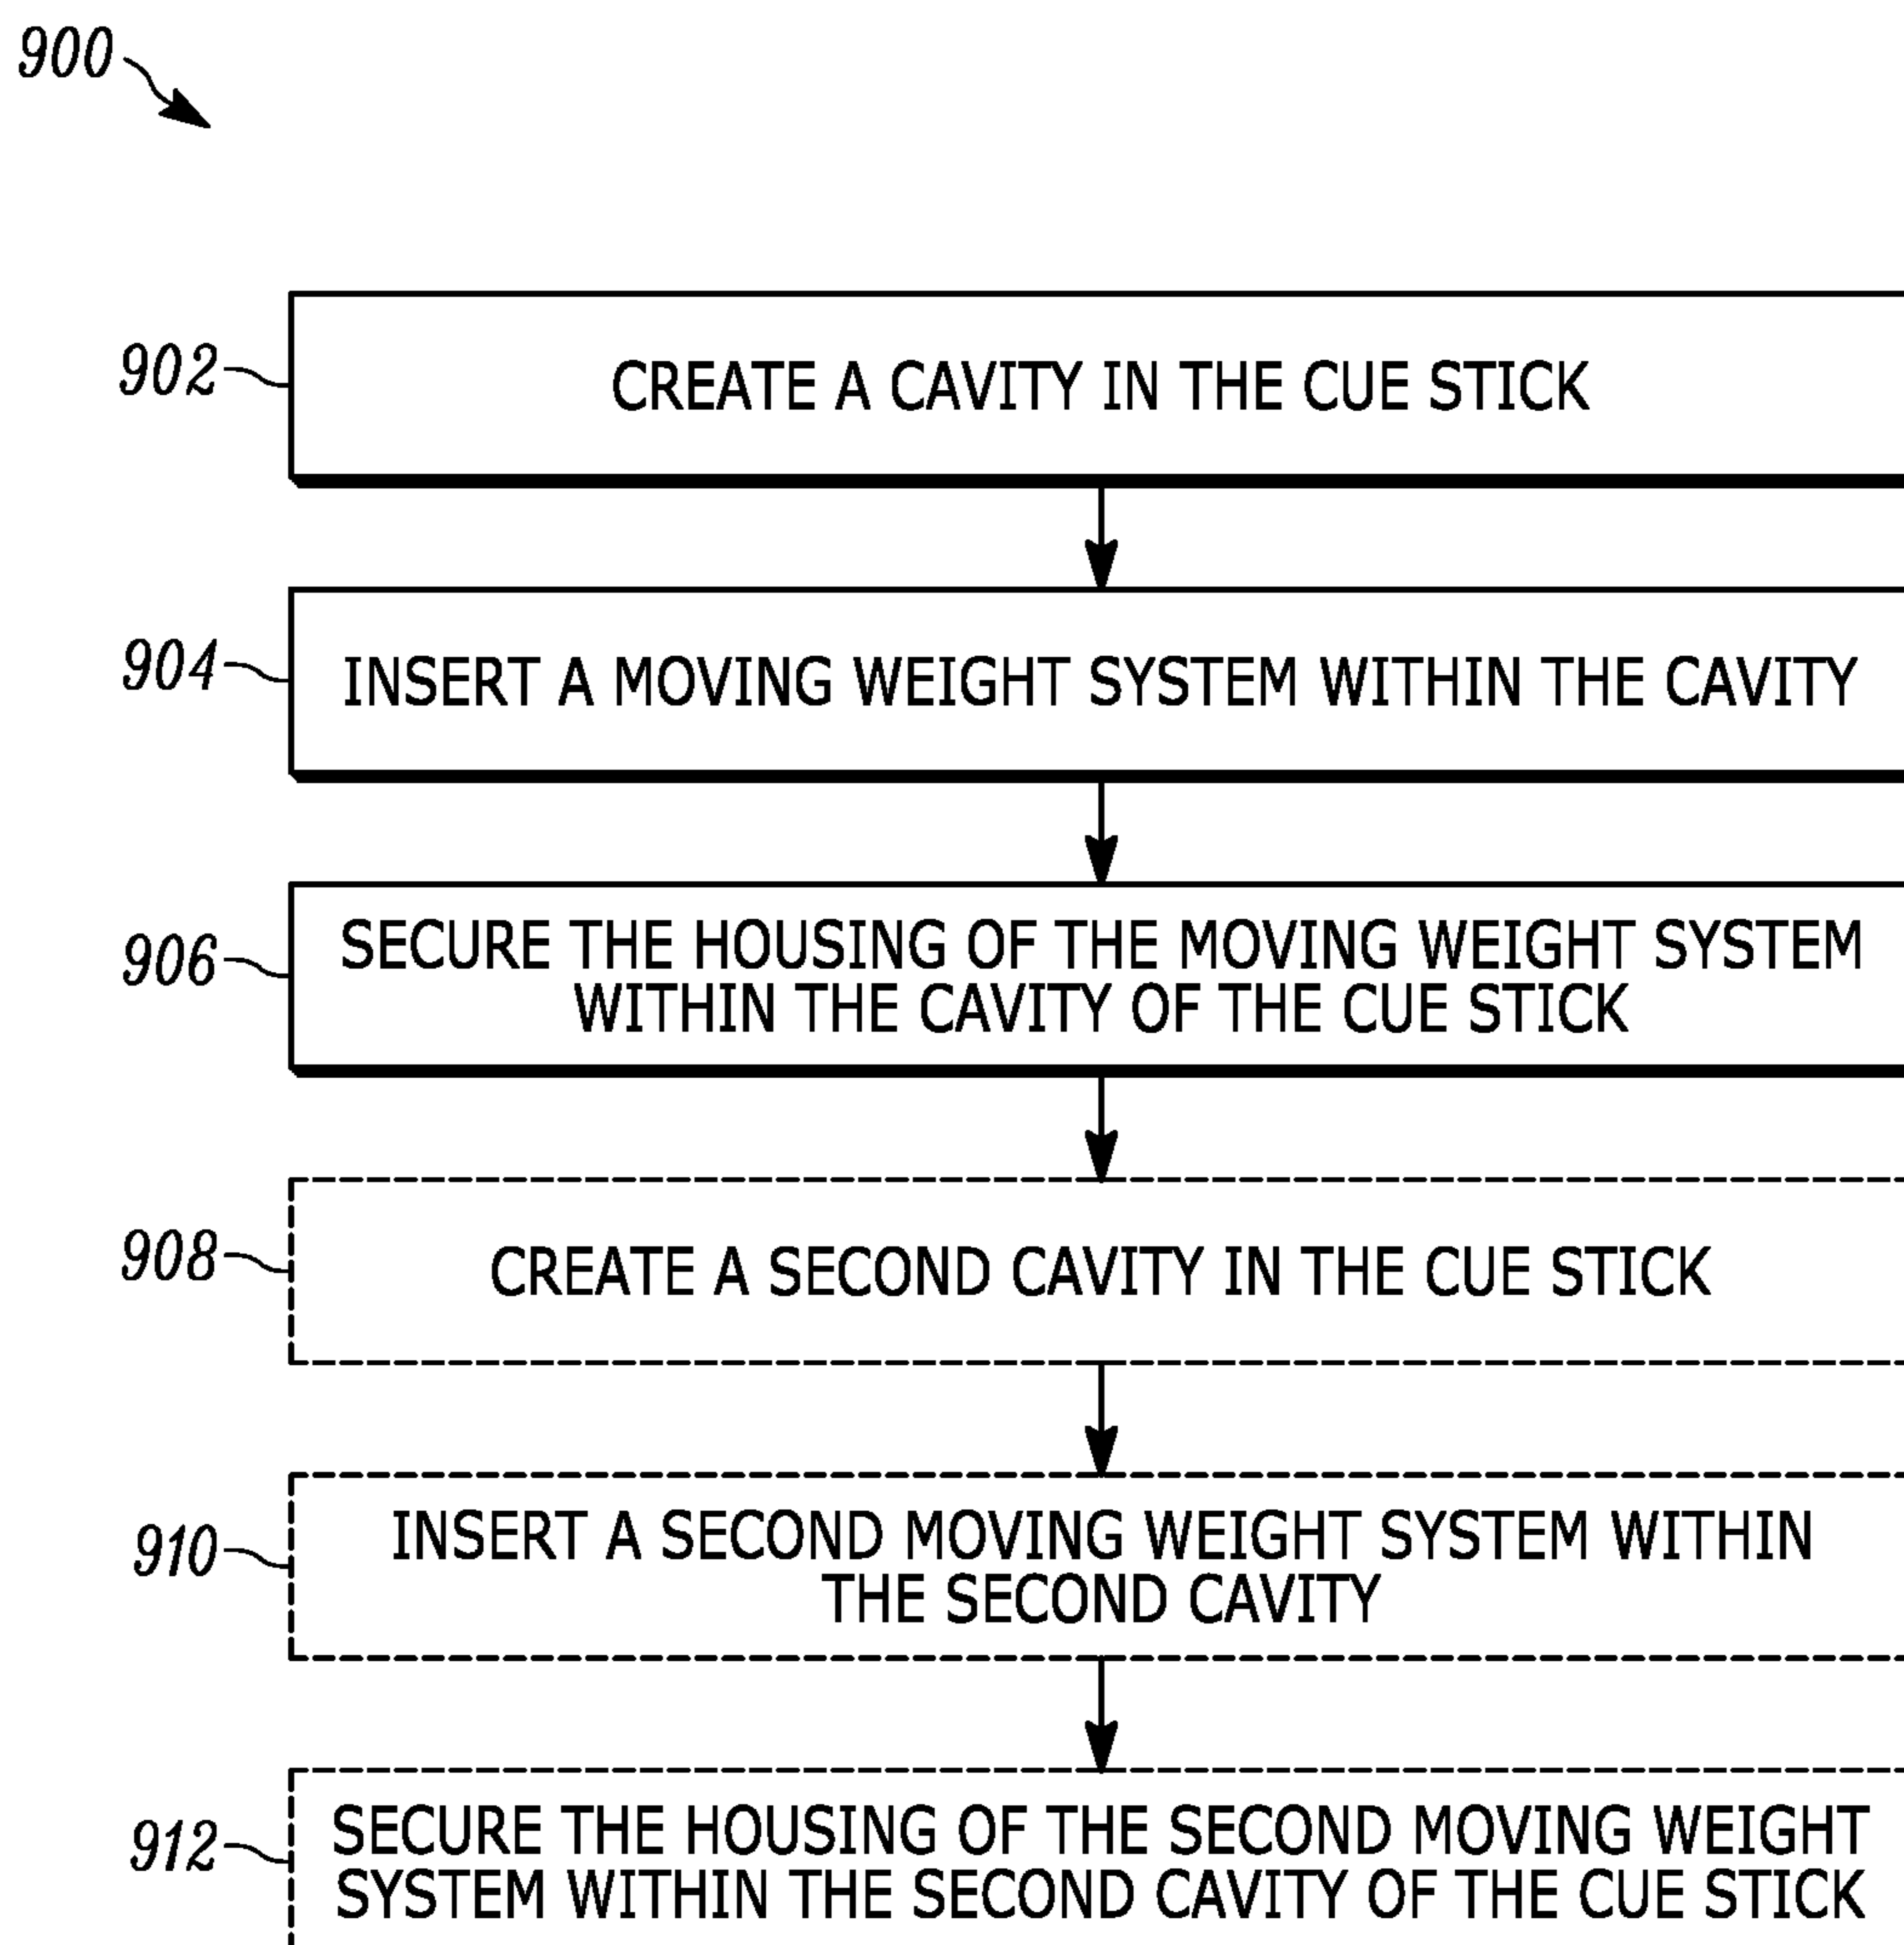 900
902
CREATE A CAVITY IN THE CUE STICK
904
INSERT A MOVING WEIGHT SYSTEM WITHIN THE CAVITY
906
SECURE THE HOUSING OF THE MOVING WEIGHT SYSTEM
WITHIN THE CAVITY OF THE CUE STICK
908
CREATE A SECOND CAVITY IN THE CUE STICK
910
INSERT A SECOND MOVING WEIGHT SYSTEM WITHIN
THE SECOND CAVITY
912
SECURE THE HOUSING OF THE SECOND MOVING WEIGHT
SYSTEM WITHIN THE SECOND CAVITY OF THE CUE STICK